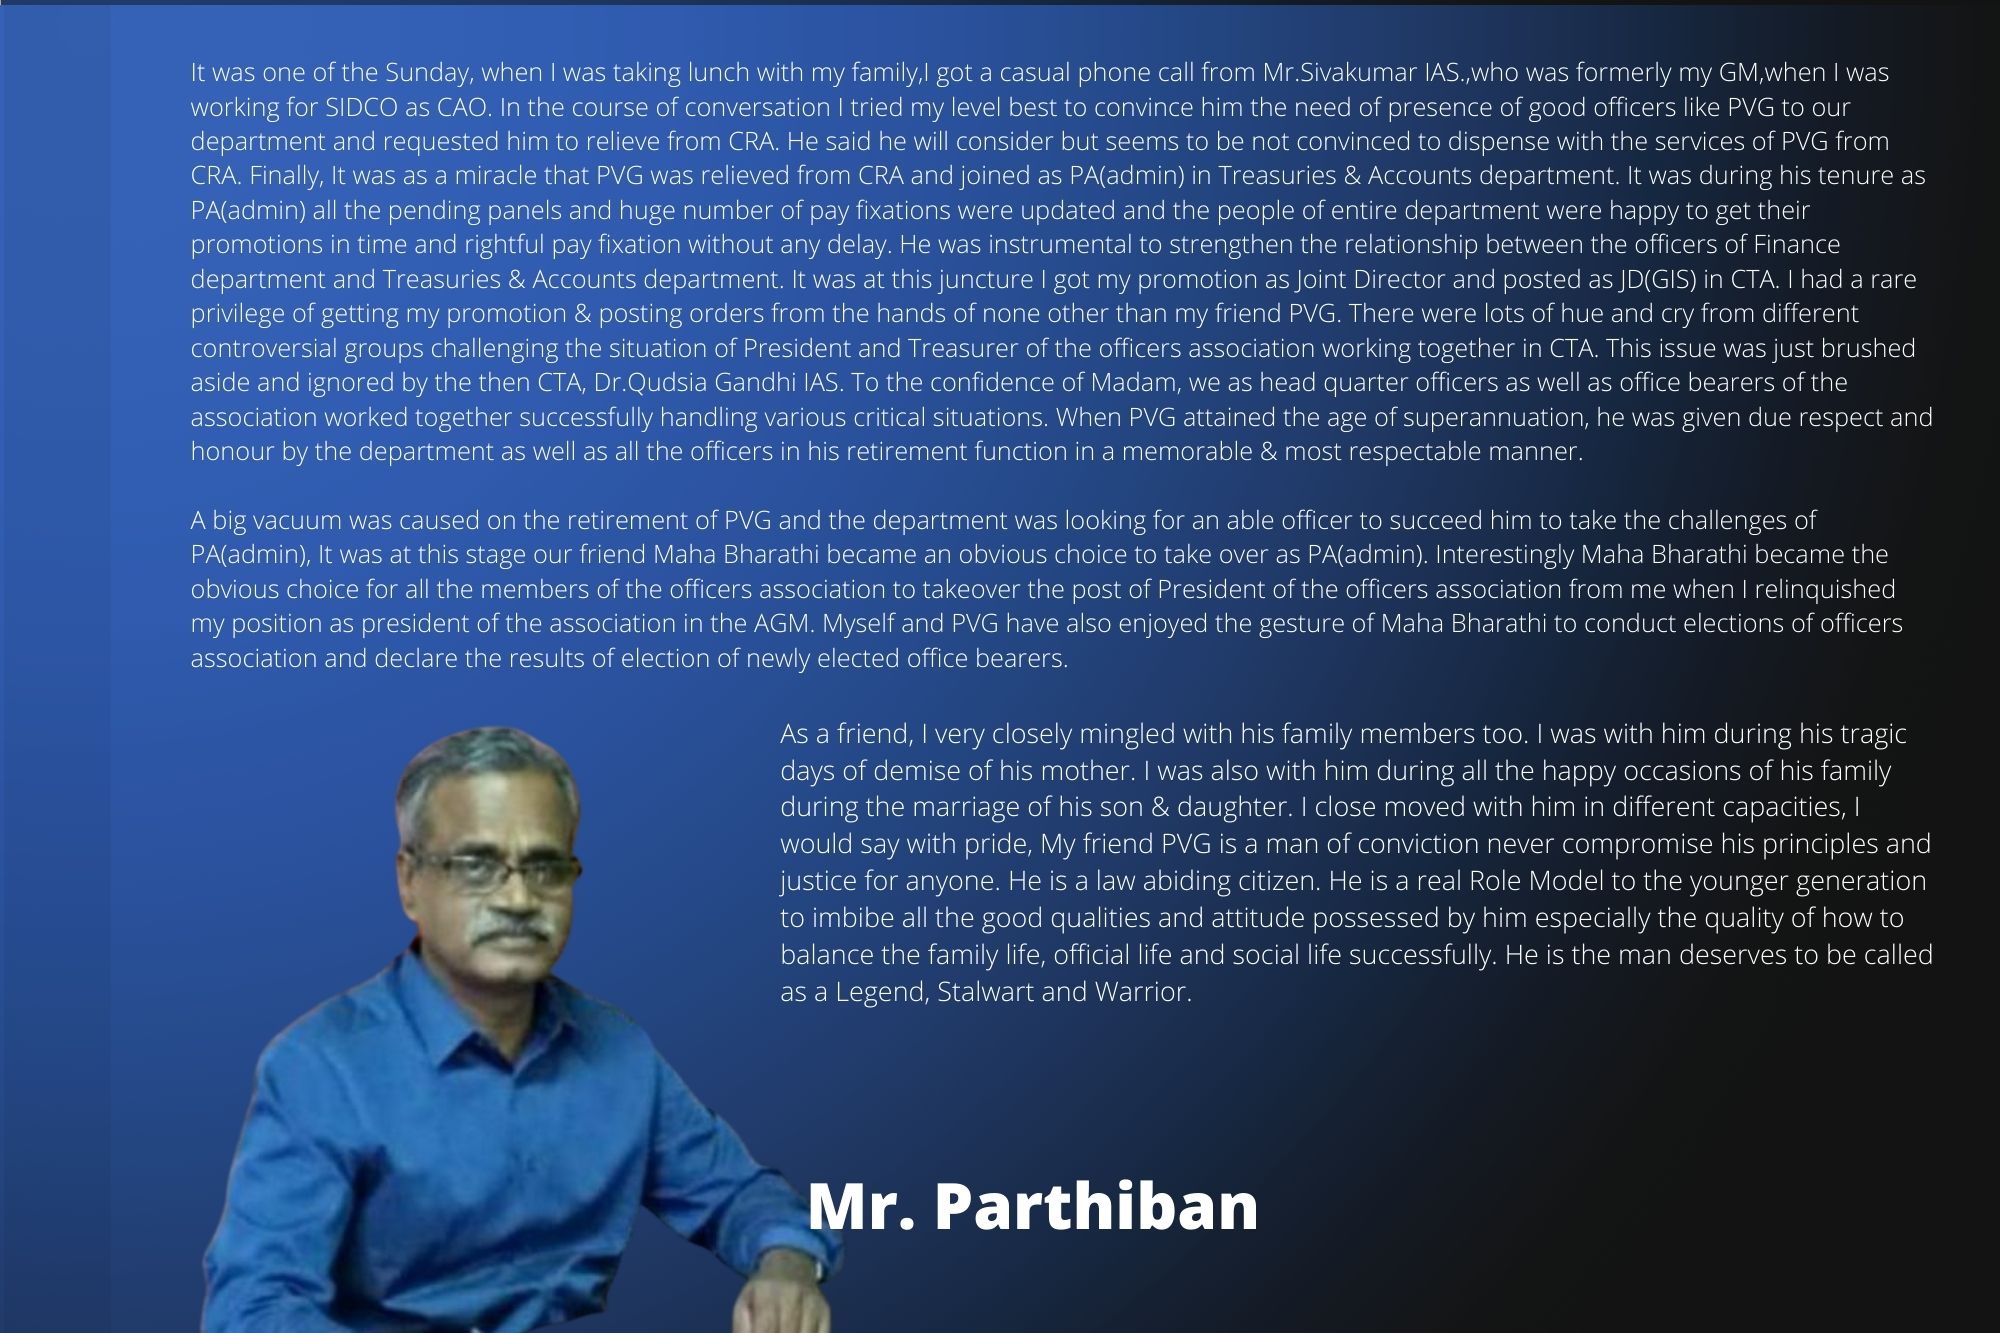 It was one of the Sunday, when I was taking lunch with my family,I got a casual phone call from Mr.Sivakumar IAS.,who was formerly my GM,when I was
working for SIDCO as CAO. In the course of conversation I tried my level best to convince him the need of presence of good officers like PVG to our
department and requested him to relieve from CRA. He said he will consider but seems to be not convinced to dispense with the services of PVG from
CRA. Finally, It was as a miracle that PVG was relieved from CRA and joined as PA(admin) in Treasuries & Accounts department. It was during his tenure as
PA(admin) all the pending panels and huge number of pay fixations were updated and the people of entire department were happy to get their
promotions in time and rightful pay fixation without any delay. He was instrumental to strengthen the relationship between the officers of Finance
department and Treasuries & Accounts department. It was at this juncture I got my promotion as Joint Director and posted as JD(GIS) in CTA. I had a rare
privilege of getting my promotion & posting orders from the hands of none other than my friend PVG. There were lots of hue and cry from different
controversial groups challenging the situation of President and Treasurer of the officers association working together in CTA. This issue was just brushed
aside and ignored by the then CTA, Dr.Qudsia Gandhi IAS. To the confidence of Madam, we as head quarter officers as well as office bearers of the
association worked together successfully handling various critical situations. When PVG attained the age of superannuation, he was given due respect and
honour by the department as well as all the officers in his retirement function in a memorable & most respectable manner.
A big vacuum was caused on the retirement of PVG and the department was looking for an able officer to succeed him to take the challenges of
PA(admin), It was at this stage our friend Maha Bharathi became an obvious choice to take over as PA(admin). Interestingly Maha Bharathi became the
obvious choice for all the members of the officers association to takeover the post of President of the officers association from me when I relinquished
my position as president of the association in the AGM. Myself and PVG have also enjoyed the gesture of Maha Bharathi to conduct elections of officers
association and declare the results of election of newly elected office bearers.
As a friend, I very closely mingled with his family members too. I was with him during his tragic
days of demise of his mother. I was also with him during all the happy occasions of his family
during the marriage of his son & daughter. I close moved with him in different capacities, I
would say with pride, My friend PVG is a man of conviction never compromise his principles and
justice for anyone. He is a law abiding citizen. He is a real Role Model to the younger generation
to imbibe all the good qualities and attitude possessed by him especially the quality of how to
balance the family life, official life and social life successfully. He is the man deserves to be called
as a Legend, Stalwart and Warrior.
Mr. Parthiban